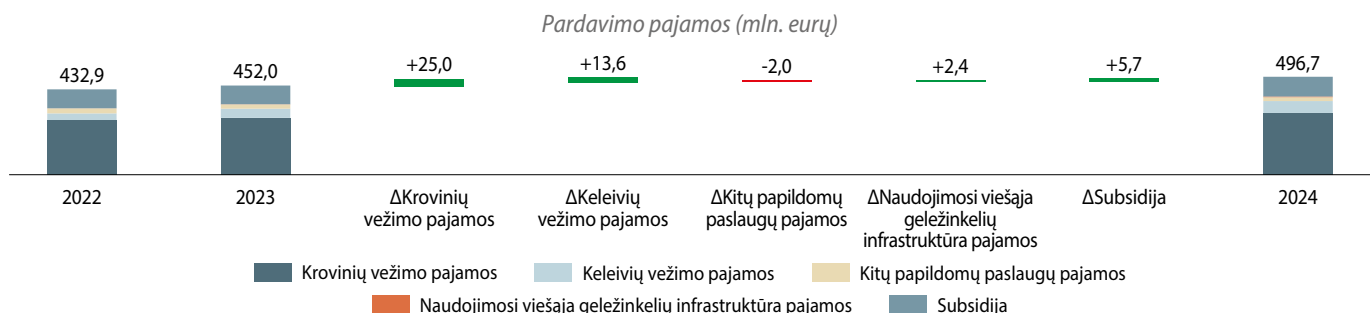 Pardavimo pajamos (mln. eurų)
432,9
452,0
+25,0
+13,6
-2,0
+2,4
+5,7
496,7
2022
2023
ΔKrovinių
vežimo pajamos
ΔKeleivių
vežimo pajamos
ΔKitų papildomų
paslaugų pajamos
ΔNaudojimosi viešąja
geležinkelių
infrastruktūra pajamos
ΔSubsidija
2024
Krovinių vežimo pajamos
Keleivių vežimo pajamos
Kitų papildomų paslaugų pajamos
Naudojimosi viešąja geležinkelių infrastruktūra pajamos
Subsidija